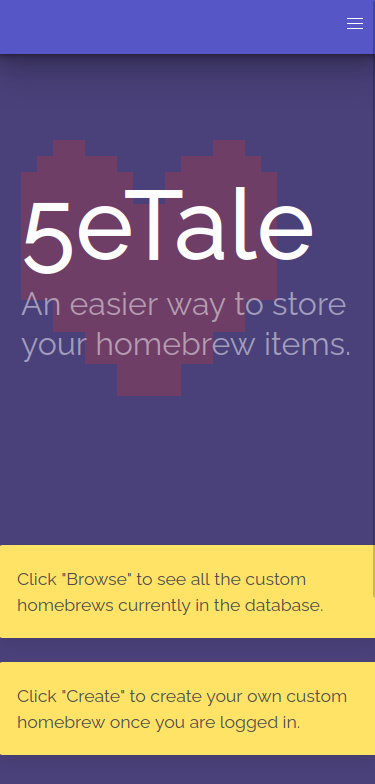 5eTale
An easier way to store
your homebrew items.
Click "Browse" to see all the custom
homebrews currently in the database.
Click "Create" to create your own custom
homebrew once you are logged in.